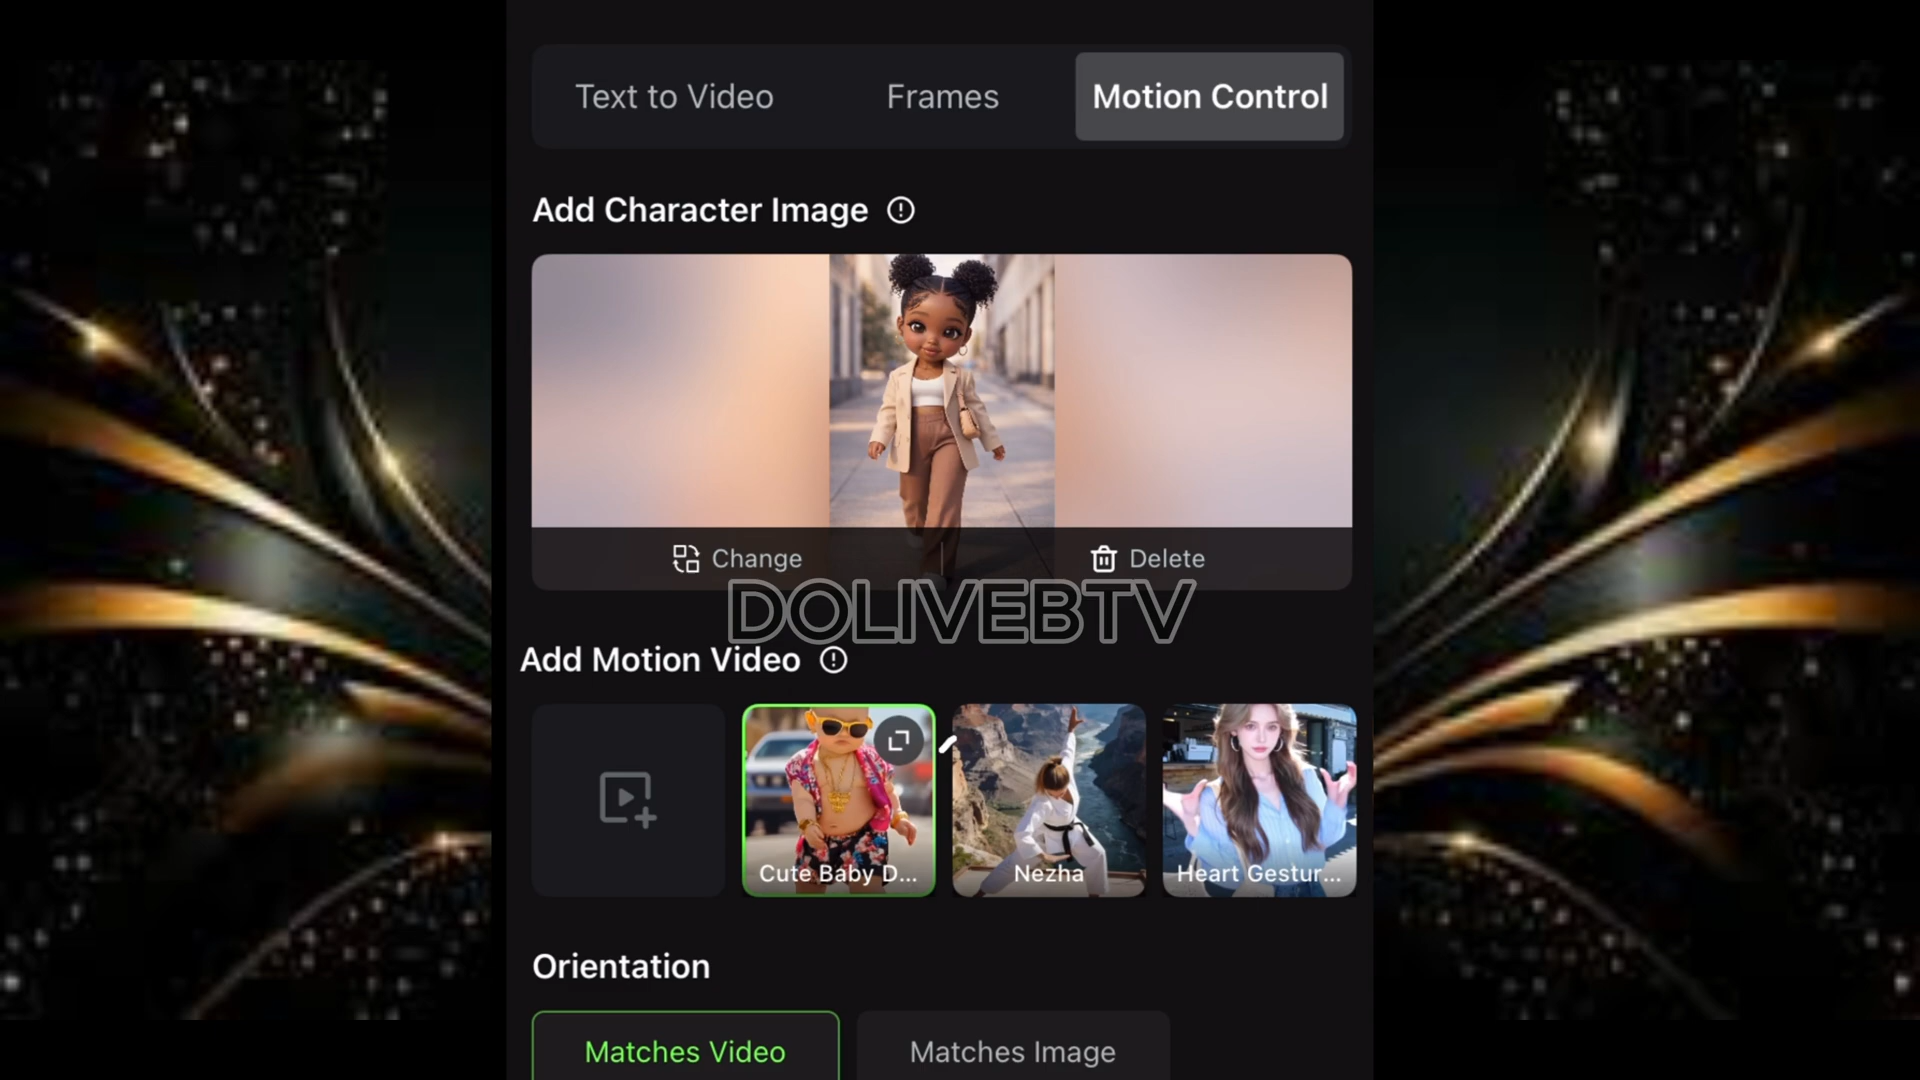 Text to Video
Frames
Motion Control
Add Character Image
Change
Delete
DOLIVEBTV
Add Motion Video
Cute Baby D...
Nezha
Heart Gestur...
Orientation
Matches Video
Matches Image